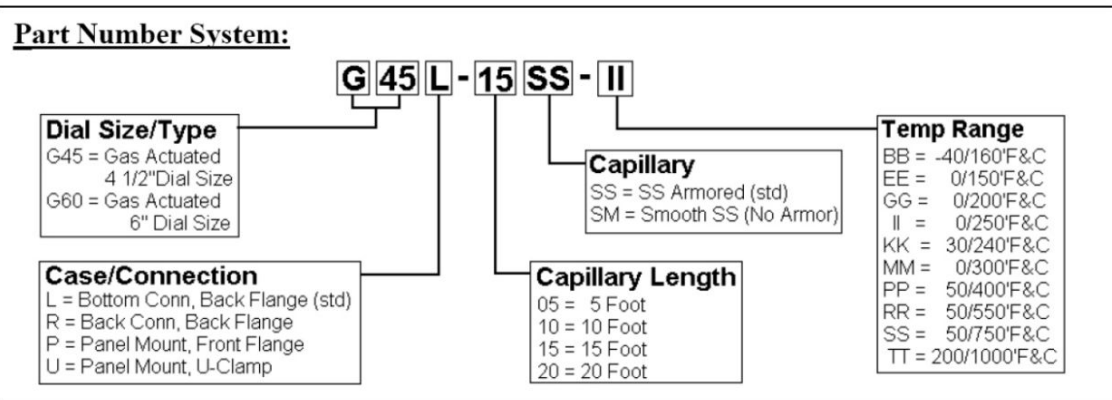 Part Number System:
G 45 L - 15 SS - II
Dial Size/Type
G45 = Gas Actuated
4 1/2"Dial Size
G60 = Gas Actuated
6" Dial Size
Case/Connection
L = Bottom Conn, Back Flange (std)
R = Back Conn, Back Flange
P = Panel Mount, Front Flange
U = Panel Mount, U-Clamp
Capillary
SS = SS Armored (std)
SM = Smooth SS (No Armor)
Capillary Length
05 = 5 Foot
10 = 10 Foot
15 = 15 Foot
20 = 20 Foot
Temp Range
BB = -40/160'F&C
EE = 0/150'F&C
GG = 0/200'F&C
II = 0/250'F&C
KK = 30/240'F&C
MM = 0/300'F&C
PP = 50/400'F&C
RR = 50/550'F&C
SS = 50/750'F&C
TT = 200/1000'F&C